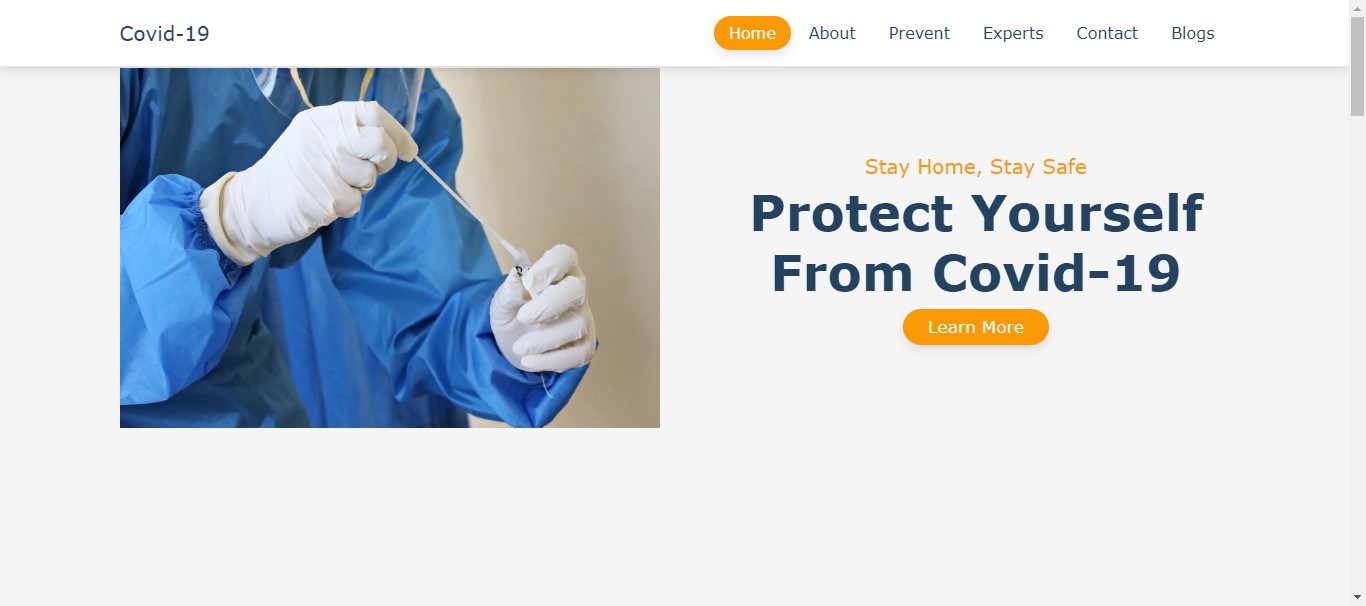 Covid-19
Home About Prevent Experts Contact Blogs
Stay Home, Stay Safe
Protect Yourself
From Covid-19
Learn More